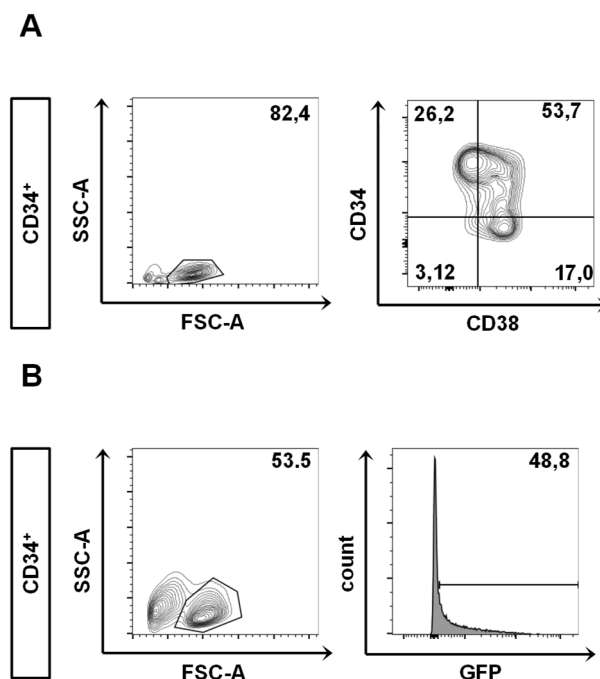 A
CD34+
SSC-A
82,4
FSC-A
CD34
26,2
53,7
3,12
17,0
CD38
B
CD34+
SSC-A
53.5
FSC-A
count
48,8
GFP